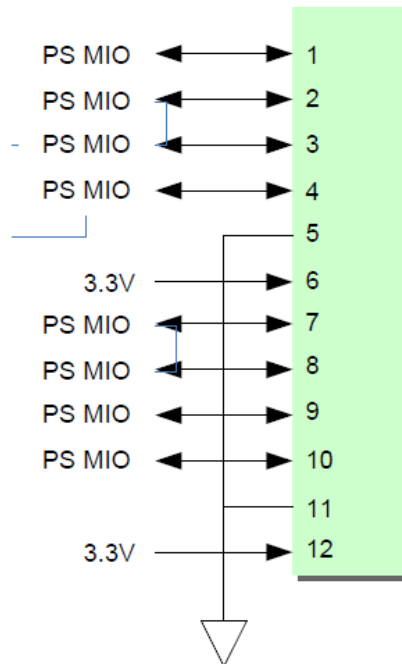 PS MIO 1
PS MIO 2
PS MIO 3
PS MIO 4
5
3.3V 6
PS MIO 7
PS MIO 8
PS MIO 9
PS MIO 10
11
3.3V 12